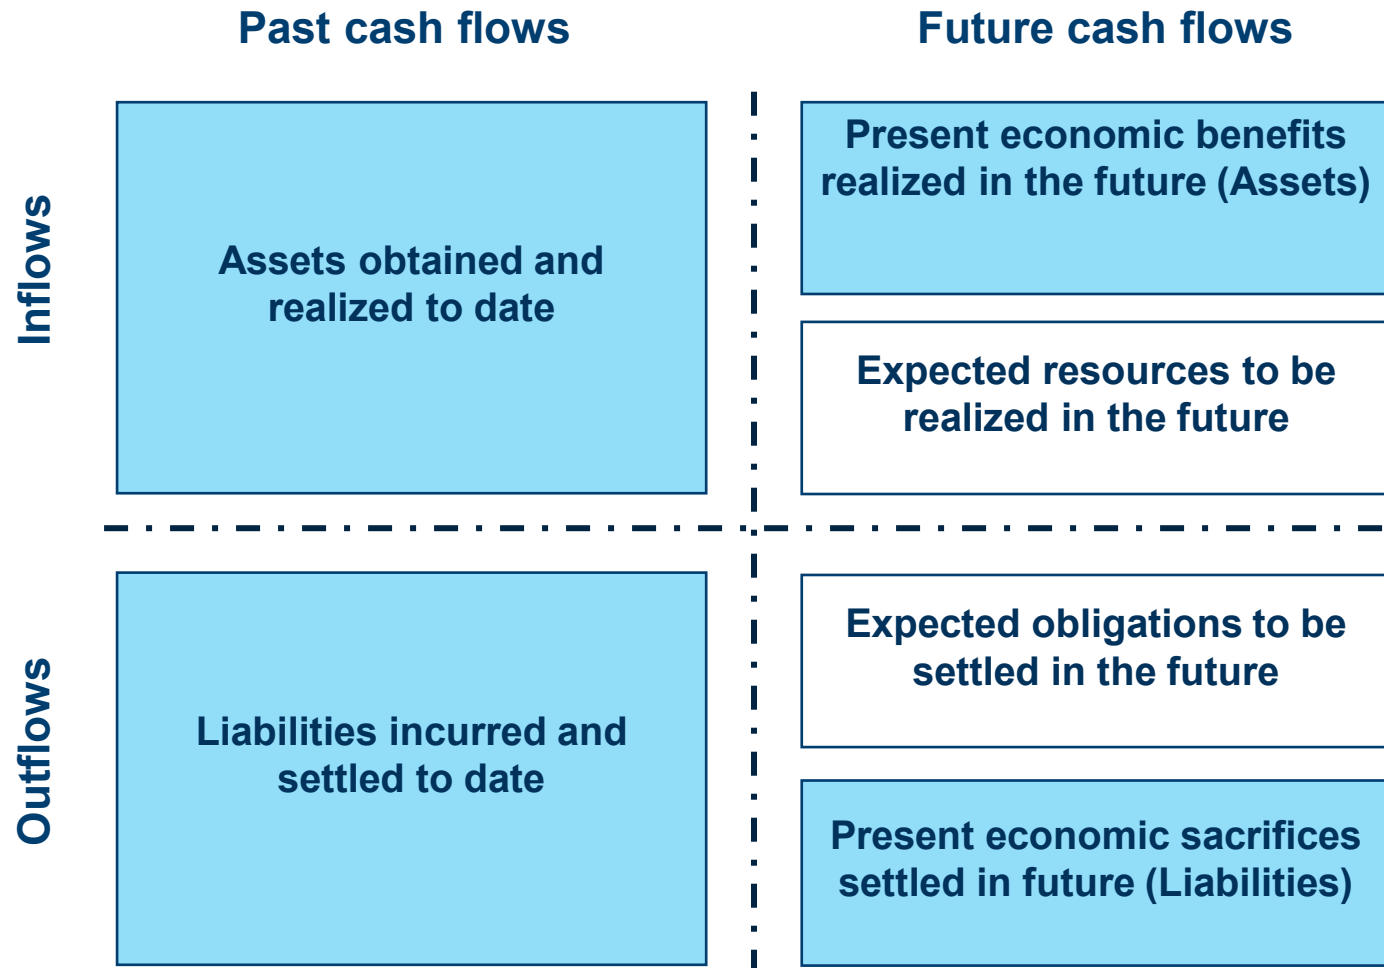 Past cash flows
Future cash flows
Inflows
Assets obtained and
realized to date
Present economic benefits
realized in the future (Assets)
Expected resources to be
realized in the future
Outflows
Liabilities incurred and
settled to date
Expected obligations to be
settled in the future
Present economic sacrifices
settled in future (Liabilities)